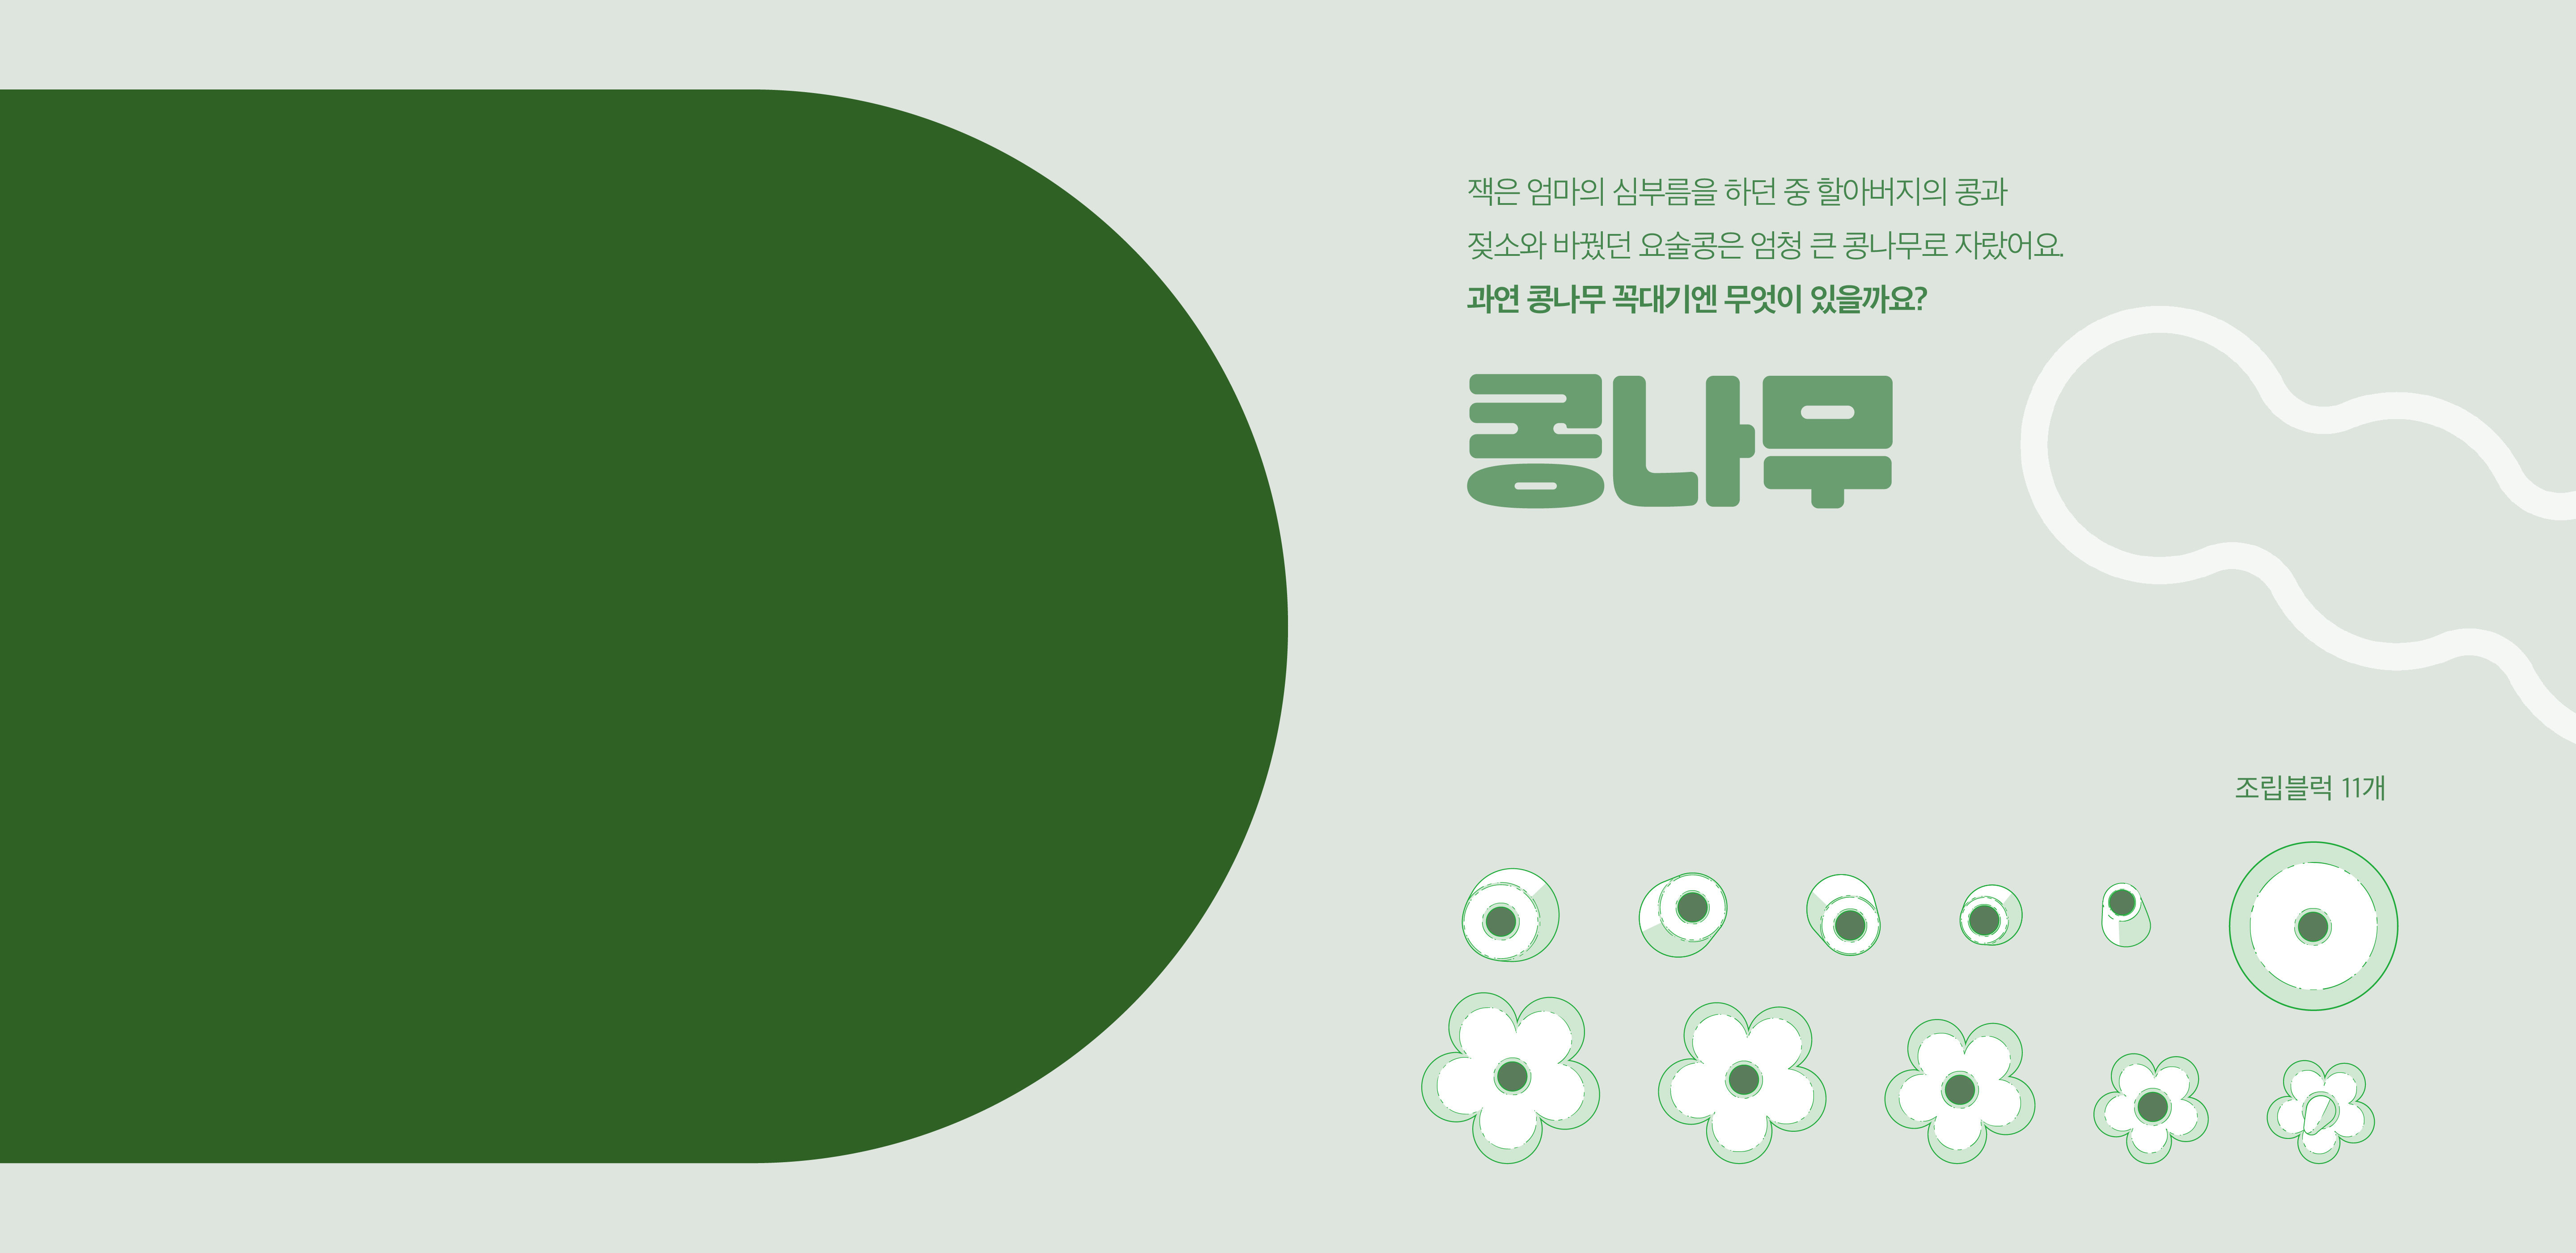 잭은 엄마의 심부름을 하던 중 할아버지의 콩과
젖소와 바꿨던 요술콩은 엄청 큰 콩나무로 자랐어요.
과연 콩나무 꼭대기엔 무엇이 있을까요?
콩나무
조립블럭 11개